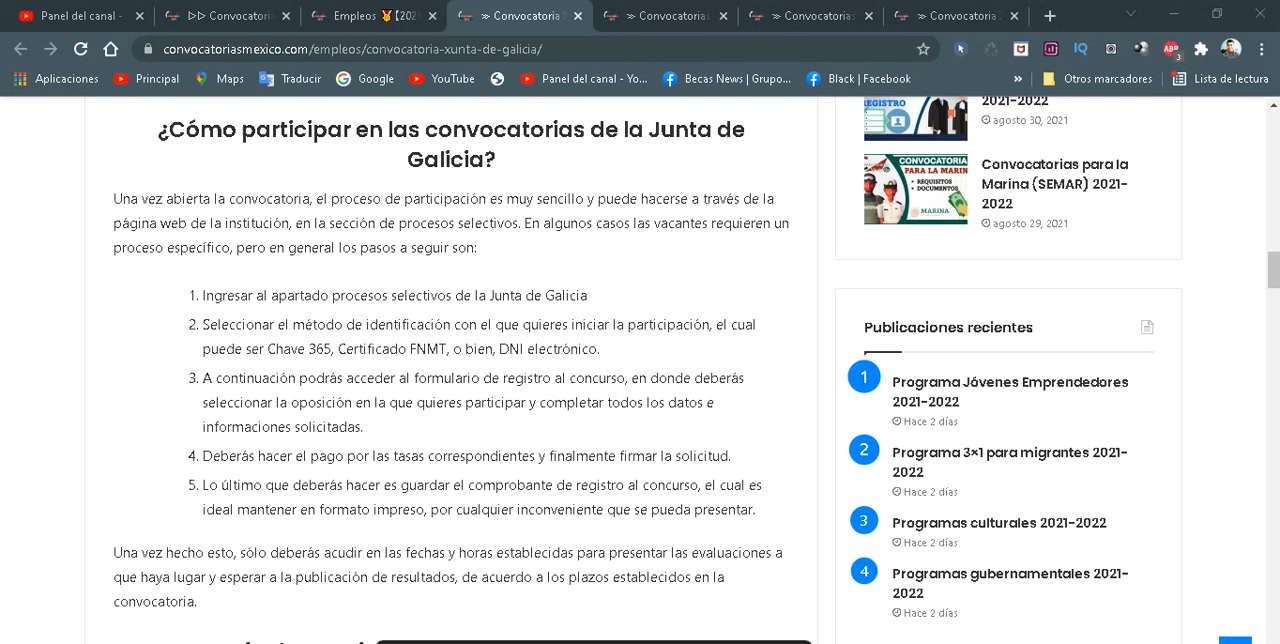 Panel del canal -
▷▷ Convocatoria
Empleos 🏅【202
» Convocatoria
» Convocatorias
» Convocatorias
» Convocatoria 2
convocatoriasmexico.com/empleos/convocatoria-xunta-de-galicia/
Aplicaciones
Principal
Maps
Traducir
Google
YouTube
Panel del canal - Yo...
Becas News | Grupo...
Black | Facebook
»
Otros marcadores
Lista de lectura
IQ
ABP
3
¿Cómo participar en las convocatorias de la Junta de
Galicia?
Una vez abierta la convocatoria, el proceso de participación es muy sencillo y puede hacerse a través de la
página web de la institución, en la sección de procesos selectivos. En algunos casos las vacantes requieren un
proceso específico, pero en general los pasos a seguir son:
1. Ingresar al apartado procesos selectivos de la Junta de Galicia
2. Seleccionar el método de identificación con el que quieres iniciar la participación, el cual
puede ser Chave 365, Certificado FNMT, o bien, DNI electrónico.
3. A continuación podrás acceder al formulario de registro al concurso, en donde deberás
seleccionar la oposición en la que quieres participar y completar todos los datos e
informaciones solicitadas.
4. Deberás hacer el pago por las tasas correspondientes y finalmente firmar la solicitud.
5. Lo último que deberás hacer es guardar el comprobante de registro al concurso, el cual es
ideal mantener en formato impreso, por cualquier inconveniente que se pueda presentar.
Una vez hecho esto, sólo deberás acudir en las fechas y horas establecidas para presentar las evaluaciones a
que haya lugar y esperar a la publicación de resultados, de acuerdo a los plazos establecidos en la
convocatoria.
REGISTRO
2021-2022
agosto 30, 2021
CONVOCATORIA
PARA LA MARIN
• REQUISITOS
• DOCUMENTOS
MARINA
Convocatorias para la
Marina (SEMAR) 2021-
2022
agosto 29, 2021
Publicaciones recientes
1
Programa Jóvenes Emprendedores
2021-2022
Hace 2 días
2
Programa 3×1 para migrantes 2021-
2022
Hace 2 días
3
Programas culturales 2021-2022
Hace 2 días
4
Programas gubernamentales 2021-
2022
Hace 2 días